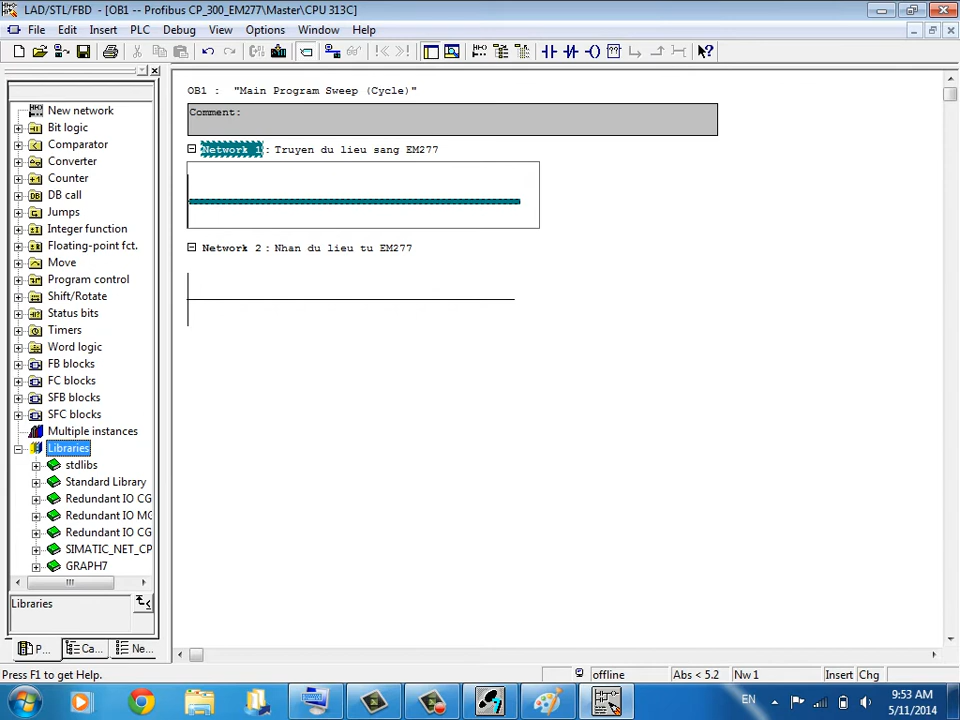 LAD/STL/FBD - [OB1 -- Profibus CP_300_EM277\Master\CPU 313C]
File Edit Insert PLC Debug View Options Window Help
OB1 : "Main Program Sweep (Cycle)"
Comment:
Network 1: Truyen du lieu sang EM277
Network 2: Nhan du lieu tu EM277
New network
Bit logic
Comparator
Converter
Counter
DB call
Jumps
Integer function
Floating-point fct.
Move
Program control
Shift/Rotate
Status bits
Timers
Word logic
FB blocks
FC blocks
SFB blocks
SFC blocks
Multiple instances
Libraries
stdlibs
Standard Library
Redundant IO CG
Redundant IO MG
Redundant IO CG
SIMATIC_NET_CP
GRAPH7
Libraries
P... Ca... Ne...
Press F1 to get Help.
offline Abs < 5.2 Nw 1 Insert Chg
EN
9:53 AM
5/11/2014